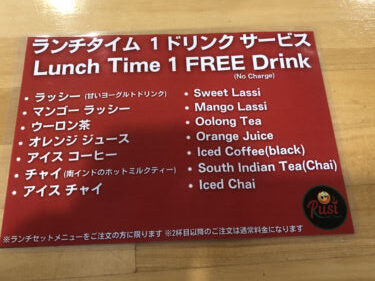 ランチタイム 1 ドリンク サービス
Lunch Time 1 FREE Drink
(No Charge)
• ラッシー (甘いヨーグルトドリンク)
• マンゴー ラッシー
• ウーロン茶
• オレンジ ジュース
• アイス コーヒー
• チャイ (南インドのホットミルクティー)
• アイス チャイ
• Sweet Lassi
• Mango Lassi
• Oolong Tea
• Orange Juice
• Iced Coffee(black)
• South Indian Tea(Chai)
• Iced Chai
Rust
※ランチセットメニューをご注文の方に限ります ※2杯目以降のご注文は通常料金になります